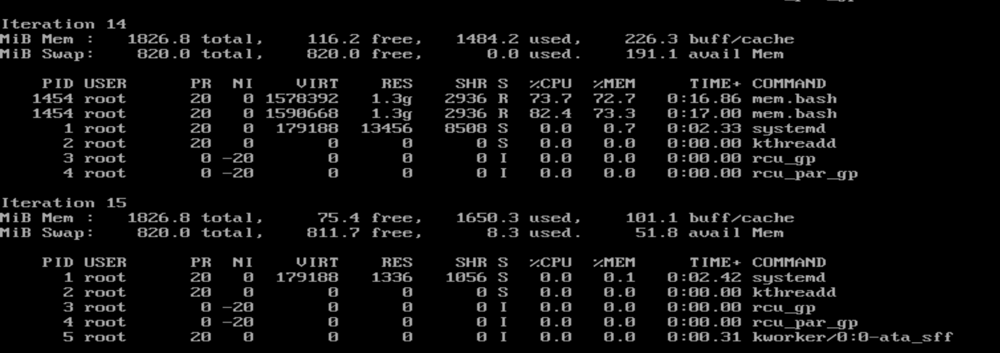 Iteration 14
MiB Mem :   1826.8 total,    116.2 free,   1484.2 used,    226.3 buff/cache
MiB Swap:    820.0 total,    820.0 free,      0.0 used.    191.1 avail Mem
    PID USER      PR  NI    VIRT    RES    SHR S  %CPU  %MEM     TIME+ COMMAND
   1454 root      20   0 1578392   1.3g   2936 R  73.7  72.7   0:16.86 mem.bash
   1454 root      20   0 1590668   1.3g   2936 R  82.4  73.3   0:17.00 mem.bash
      1 root      20   0  179188  13456   8508 S   0.0   0.7   0:02.33 systemd
      2 root      20   0       0      0      0 S   0.0   0.0   0:00.00 kthreadd
      3 root       0 -20       0      0      0 I   0.0   0.0   0:00.00 rcu_gp
      4 root       0 -20       0      0      0 I   0.0   0.0   0:00.00 rcu_par_gp
Iteration 15
MiB Mem :   1826.8 total,     75.4 free,   1650.3 used,    101.1 buff/cache
MiB Swap:    820.0 total,    811.7 free,      8.3 used.     51.8 avail Mem
    PID USER      PR  NI    VIRT    RES    SHR S  %CPU  %MEM     TIME+ COMMAND
      1 root      20   0  179188   1336   1056 S   0.0   0.1   0:02.42 systemd
      2 root      20   0       0      0      0 S   0.0   0.0   0:00.00 kthreadd
      3 root       0 -20       0      0      0 I   0.0   0.0   0:00.00 rcu_gp
      4 root       0 -20       0      0      0 I   0.0   0.0   0:00.00 rcu_par_gp
      5 root      20   0       0      0      0 I   0.0   0.0   0:00.31 kworker/0:0-ata_sff